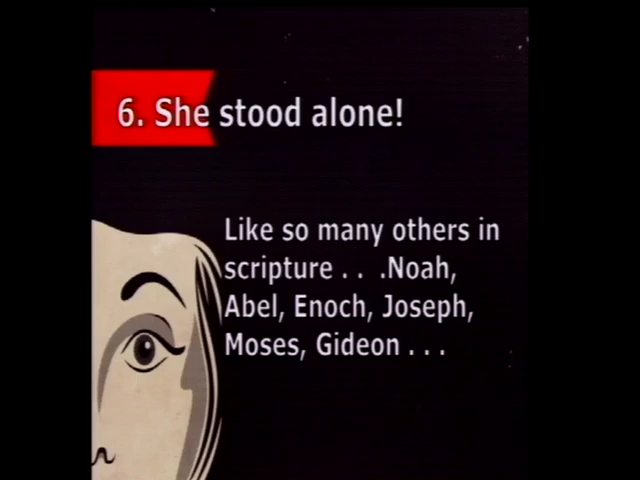 6. She stood alone!
Like so many others in
scripture . . .Noah,
Abel, Enoch, Joseph,
Moses, Gideon . . .